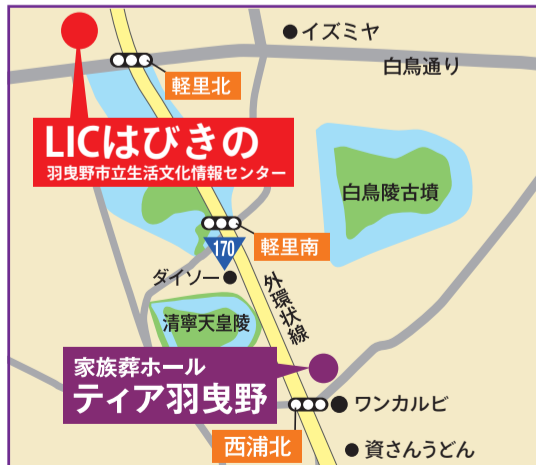 イズミヤ
白鳥通り
軽里北
LICはびきの
羽曳野市立生活文化情報センター
白鳥陵古墳
軽里南
170
ダイソー
外環状線
清寧天皇陵
家族葬ホール
ティア羽曳野
ワンカルビ
西浦北
資さんうどん